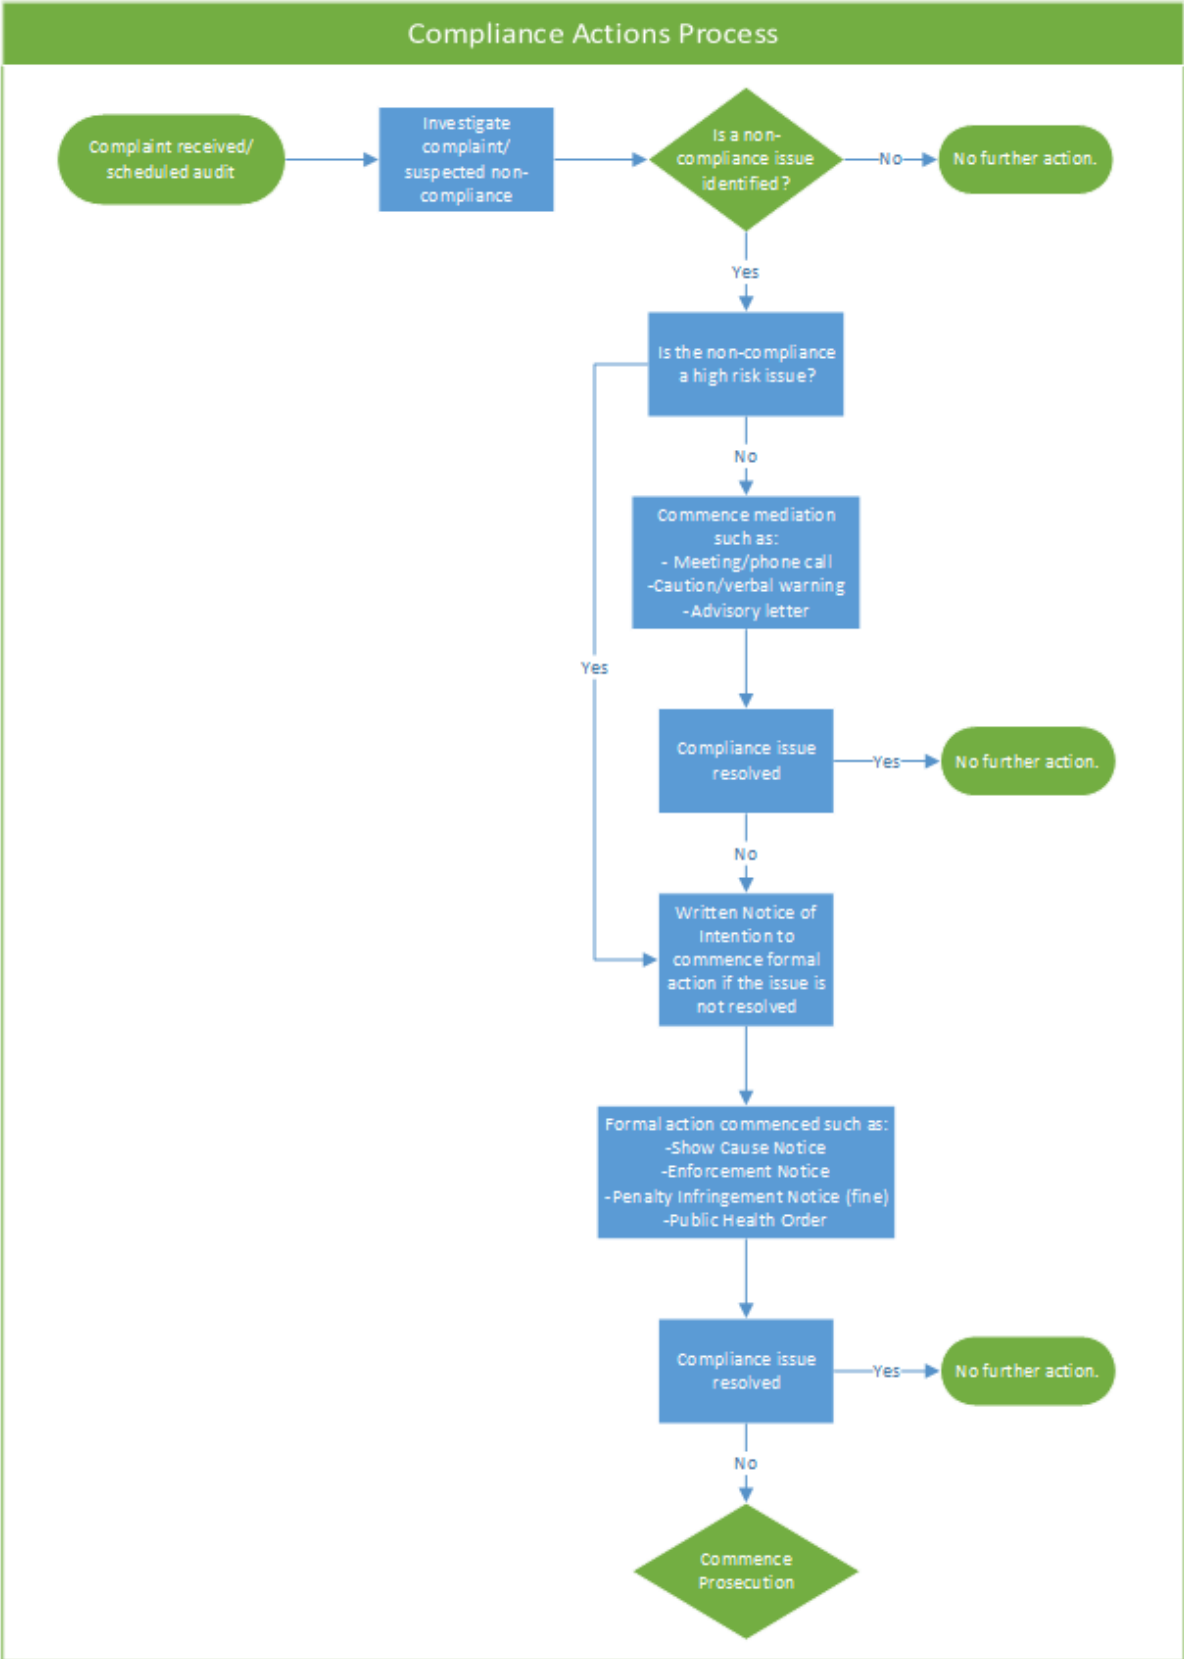 Compliance Actions Process
Complaint received/
scheduled audit
Investigate
complaint/
suspected non-
compliance
Is a non-
compliance issue
identified?
No
No further action.
Yes
Is the non-compliance
a high risk issue?
No
Commence mediation
such as:
- Meeting/phone call
-Caution/verbal warning
-Advisory letter
Yes
Compliance issue
resolved
Yes
No further action.
No
Written Notice of
Intention to
commence formal
action if the issue is
not resolved
Formal action commenced such as:
-Show Cause Notice
-Enforcement Notice
-Penalty Infringement Notice (fine)
-Public Health Order
Compliance issue
resolved
Yes
No further action.
No
Commence
Prosecution